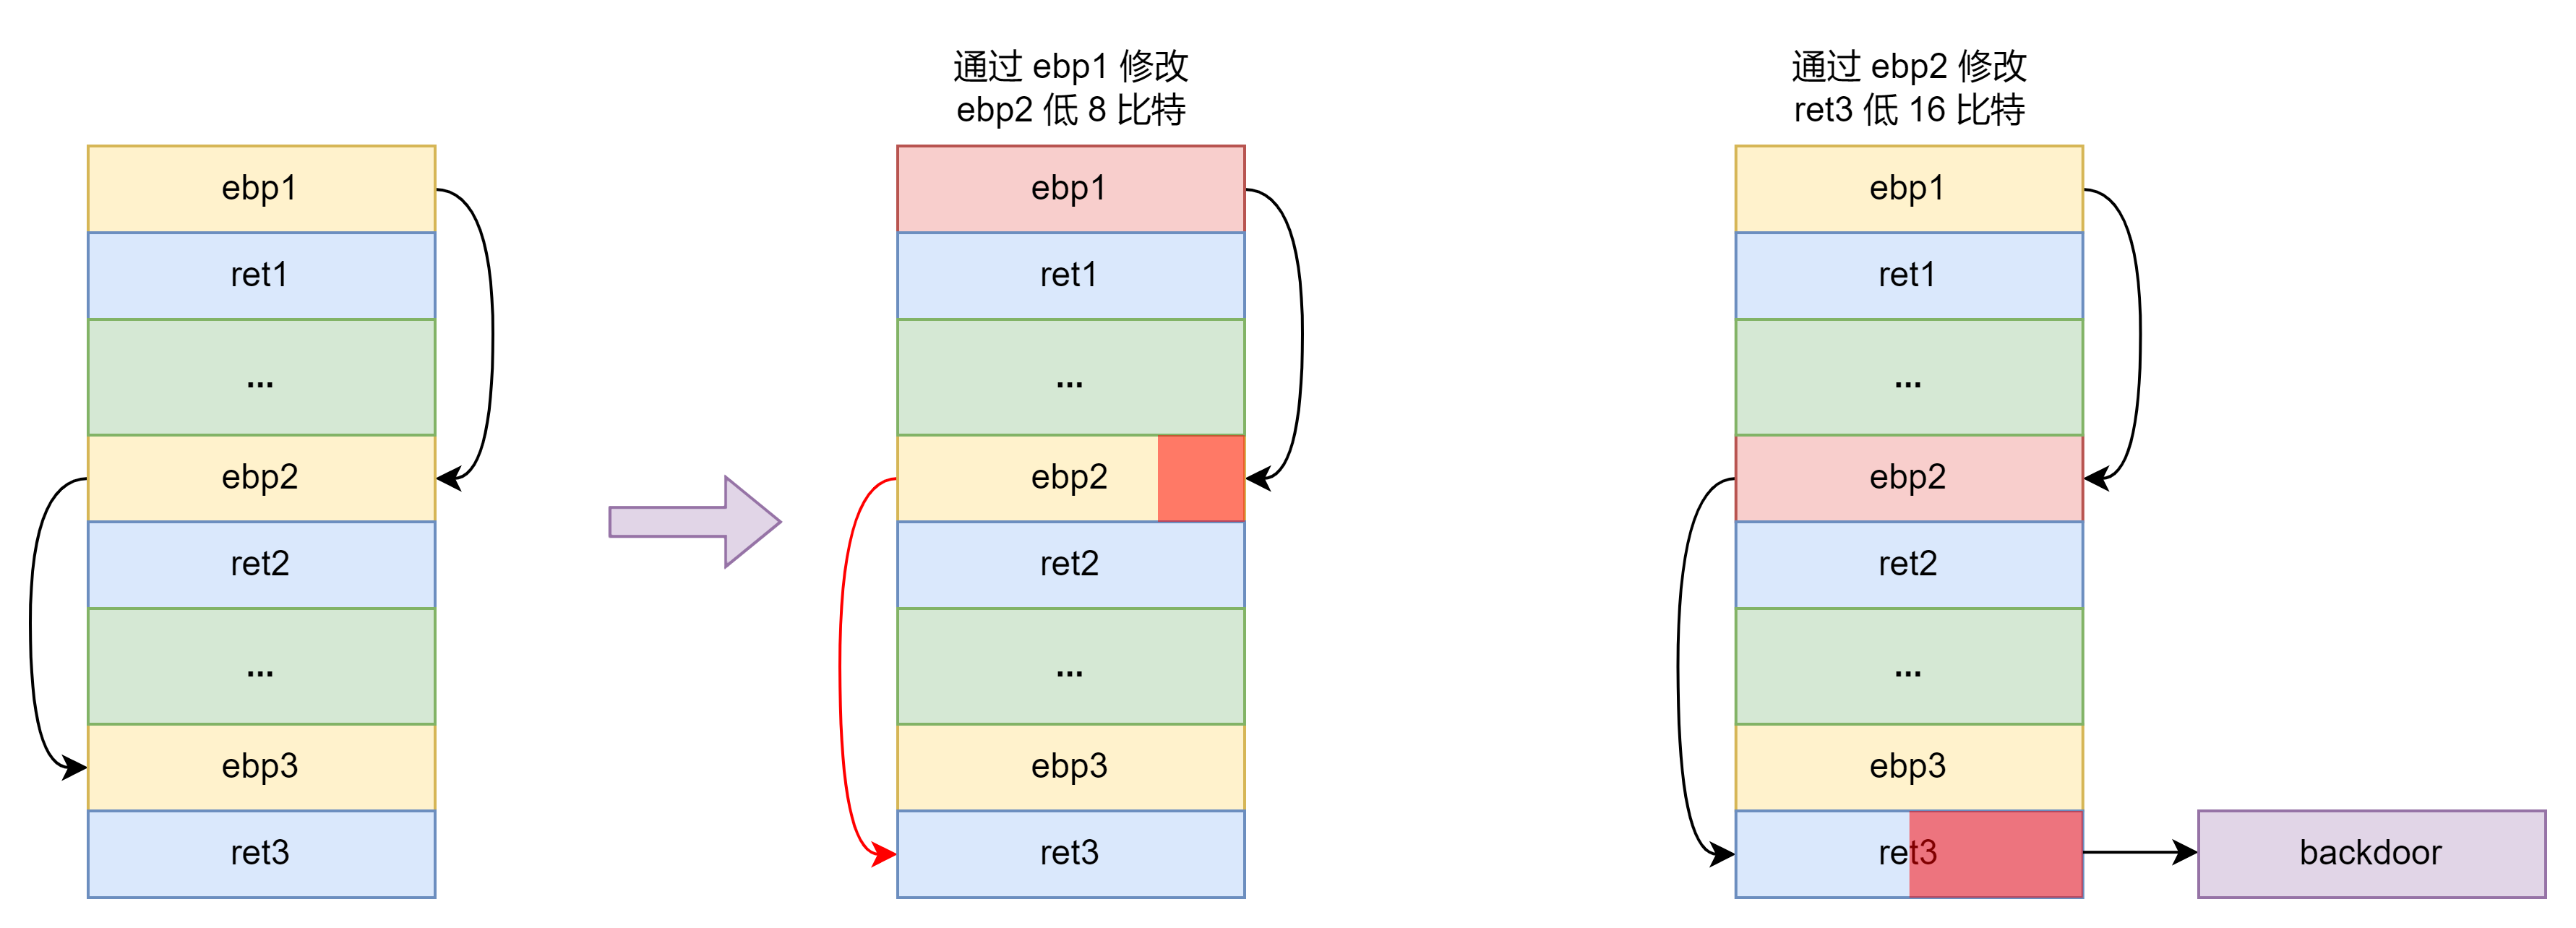 ebp1
ret1
...
ebp2
ret2
...
ebp3
ret3
通过 ebp1 修改
ebp2 低 8 比特
ebp1
ret1
...
ebp2
ret2
...
ebp3
ret3
通过 ebp2 修改
ret3 低 16 比特
ebp1
ret1
...
ebp2
ret2
...
ebp3
ret3
backdoor